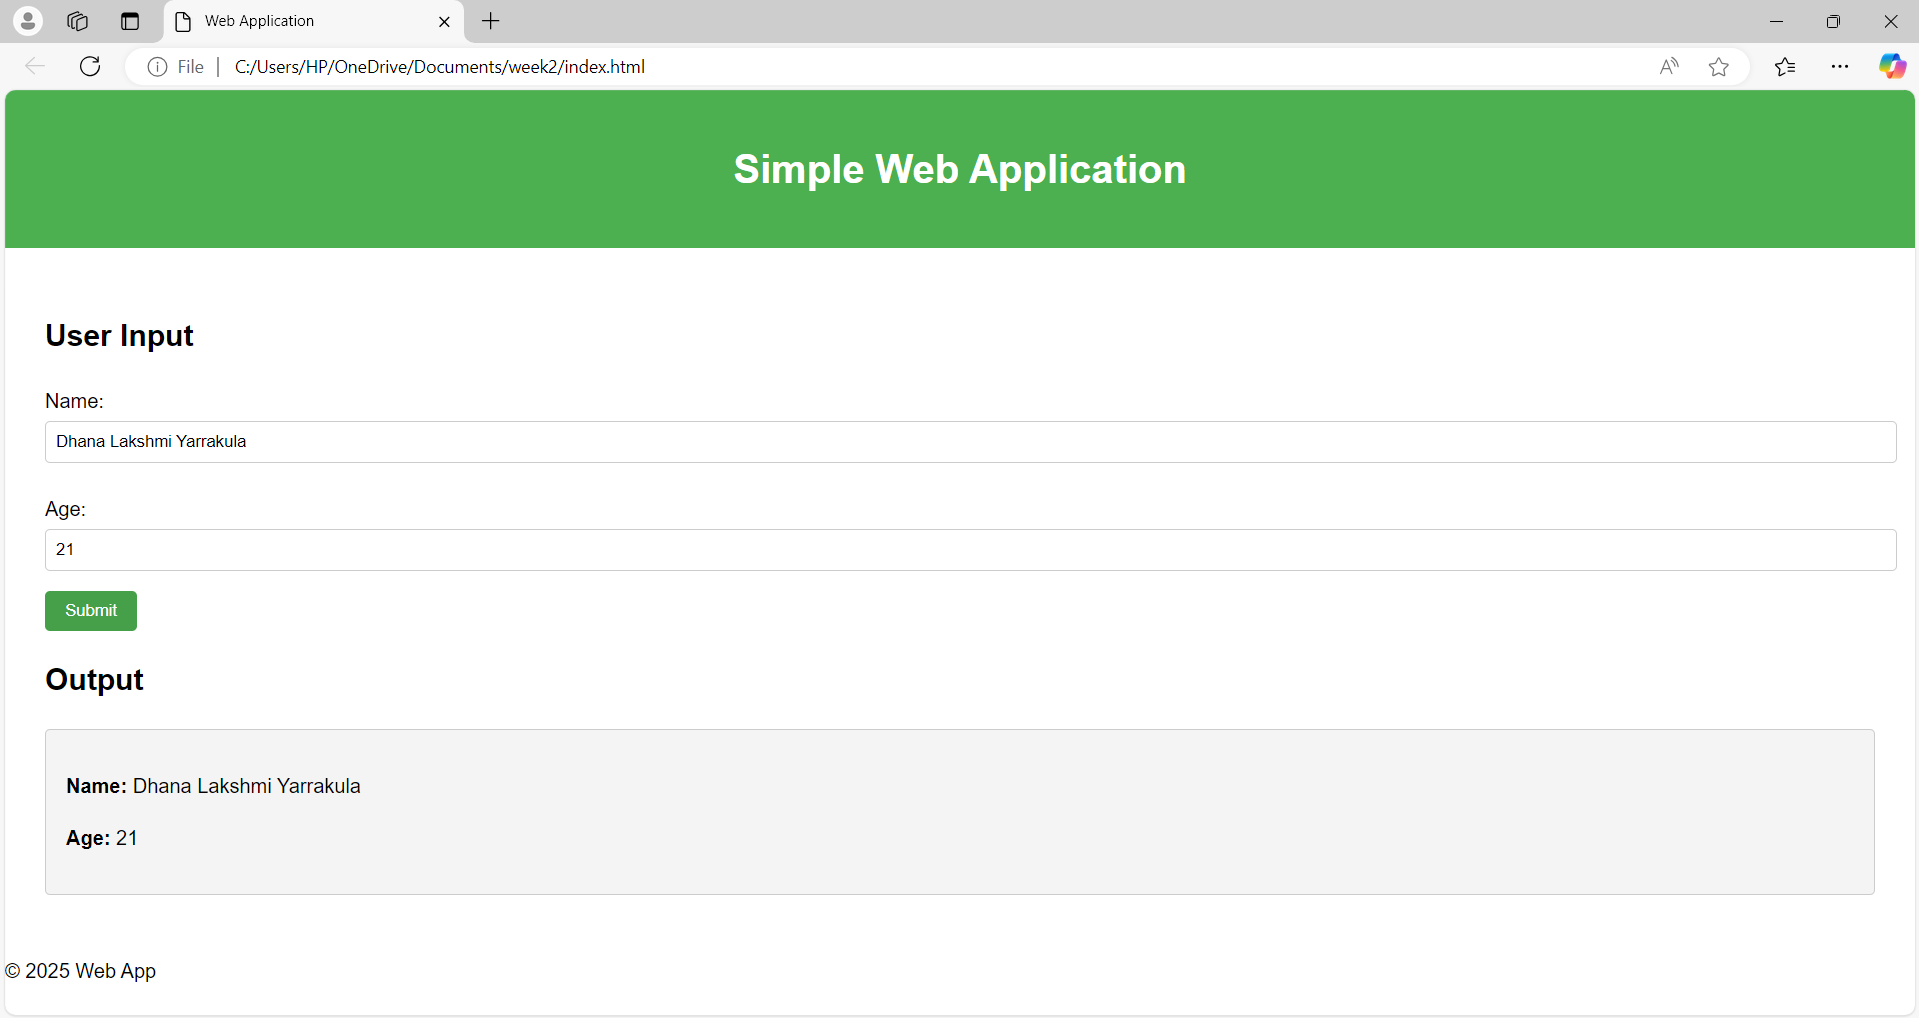 Web Application
File | C:/Users/HP/OneDrive/Documents/week2/index.html
Simple Web Application
User Input
Name:
Dhana Lakshmi Yarrakula
Age:
21
Submit
Output
Name: Dhana Lakshmi Yarrakula
Age: 21
© 2025 Web App